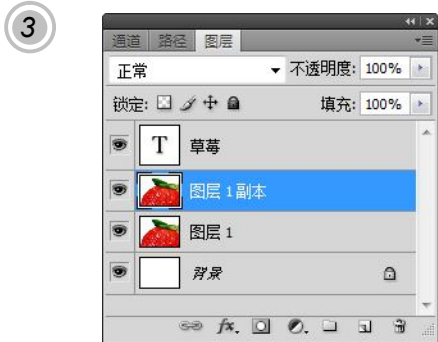 3
通道 路径 图层
正常 不透明度: 100%
锁定: 填充: 100%
T 草莓
图层 1 副本
图层 1
背景
fx.